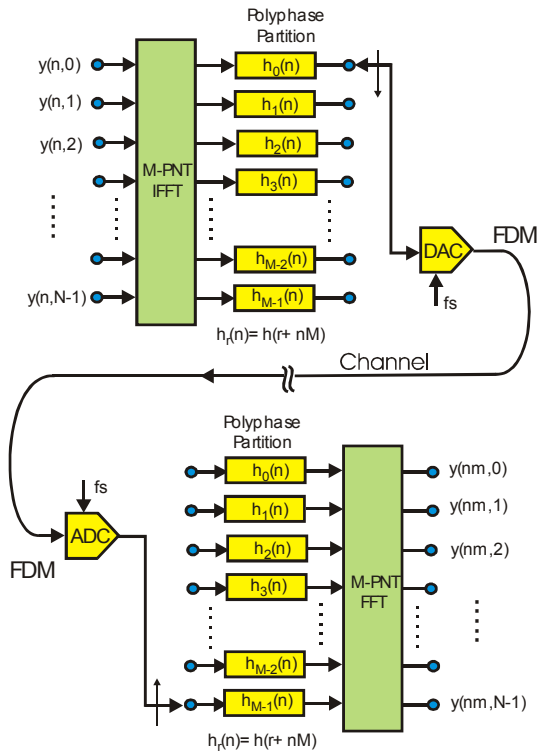 Polyphase
Partition
y(n,0)
h0(n)
y(n,1)
h1(n)
y(n,2)
h2(n)
M-PNT
IFFT
h3(n)
FDM
DAC
hM-2(n)
fs
y(n,N-1)
hM-1(n)
hr(n)= h(r+ nM)
Channel
Polyphase
Partition
h0(n)
y(nm,0)
fs
h1(n)
y(nm,1)
ADC
h2(n)
y(nm,2)
FDM
h3(n)
M-PNT
FFT
hM-2(n)
hM-1(n)
y(nm,N-1)
hr(n)= h(r+ nM)